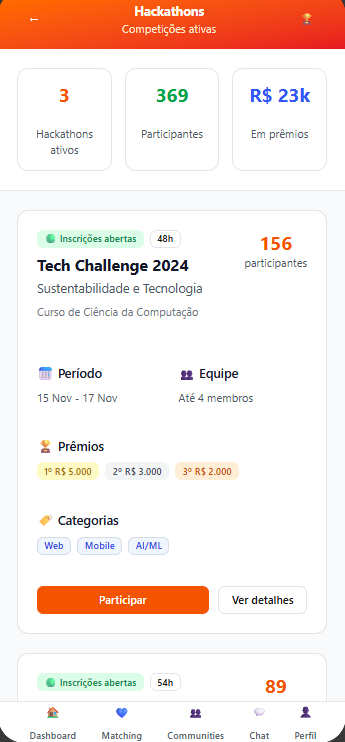 Hackathons
Competições ativas
3
Hackathons
ativos
369
Participantes
R$ 23k
Em prêmios
Inscrições abertas
48h
156
participantes
Tech Challenge 2024
Sustentabilidade e Tecnologia
Curso de Ciência da Computação
Período
15 Nov - 17 Nov
Equipe
Até 4 membros
Prêmios
1º R$ 5.000
2º R$ 3.000
3º R$ 2.000
Categorias
Web
Mobile
AI/ML
Participar
Ver detalhes
Inscrições abertas
54h
89
Dashboard
Matching
Communities
Chat
Perfil